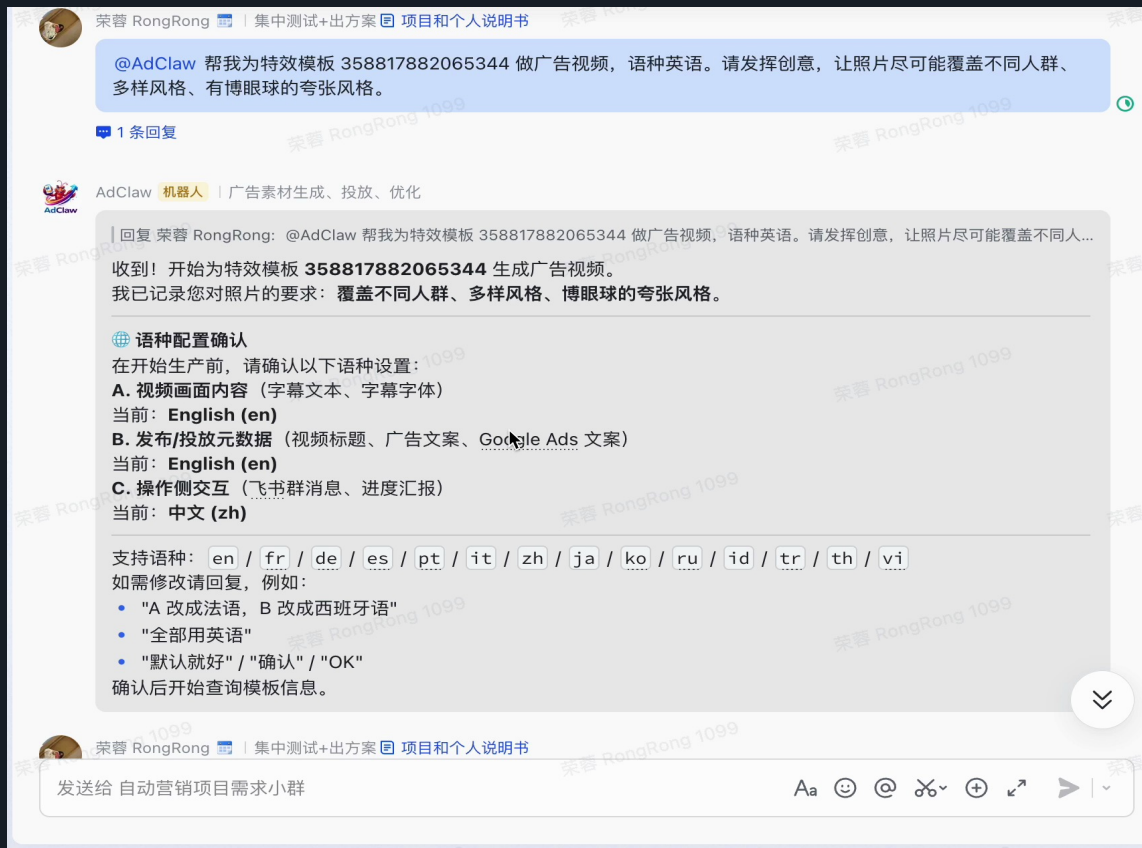 荣蓉 RongRong | 集中测试+出方案 项目和个人说明书
@AdClaw 帮我为特效模板 358817882065344 做广告视频，语种英语。请发挥创意，让照片尽可能覆盖不同人群、
多样风格、有博眼球的夸张风格。
1 条回复
AdClaw 机器人 | 广告素材生成、投放、优化
AdClaw
回复 荣蓉 RongRong: @AdClaw 帮我为特效模板 358817882065344 做广告视频，语种英语。请发挥创意，让照片尽可能覆盖不同人...
收到！开始为特效模板 358817882065344 生成广告视频。
我已记录您对照片的要求：覆盖不同人群、多样风格、博眼球的夸张风格。
语种配置确认
在开始生产前，请确认以下语种设置：
A. 视频画面内容（字幕文本、字幕字体）
当前：English (en)
B. 发布/投放元数据（视频标题、广告文案、Google Ads 文案）
当前：English (en)
C. 操作侧交互（飞书群消息、进度汇报）
当前：中文 (zh)
支持语种： en / fr / de / es / pt / it / zh / ja / ko / ru / id / tr / th / vi
如需修改请回复，例如：
• "A 改成法语，B 改成西班牙语"
• "全部用英语"
• "默认就好" / "确认" / "OK"
确认后开始查询模板信息。
荣蓉 RongRong | 集中测试+出方案 项目和个人说明书
发送给 自动营销项目需求小群
Aa
荣蓉 RongRong 1099